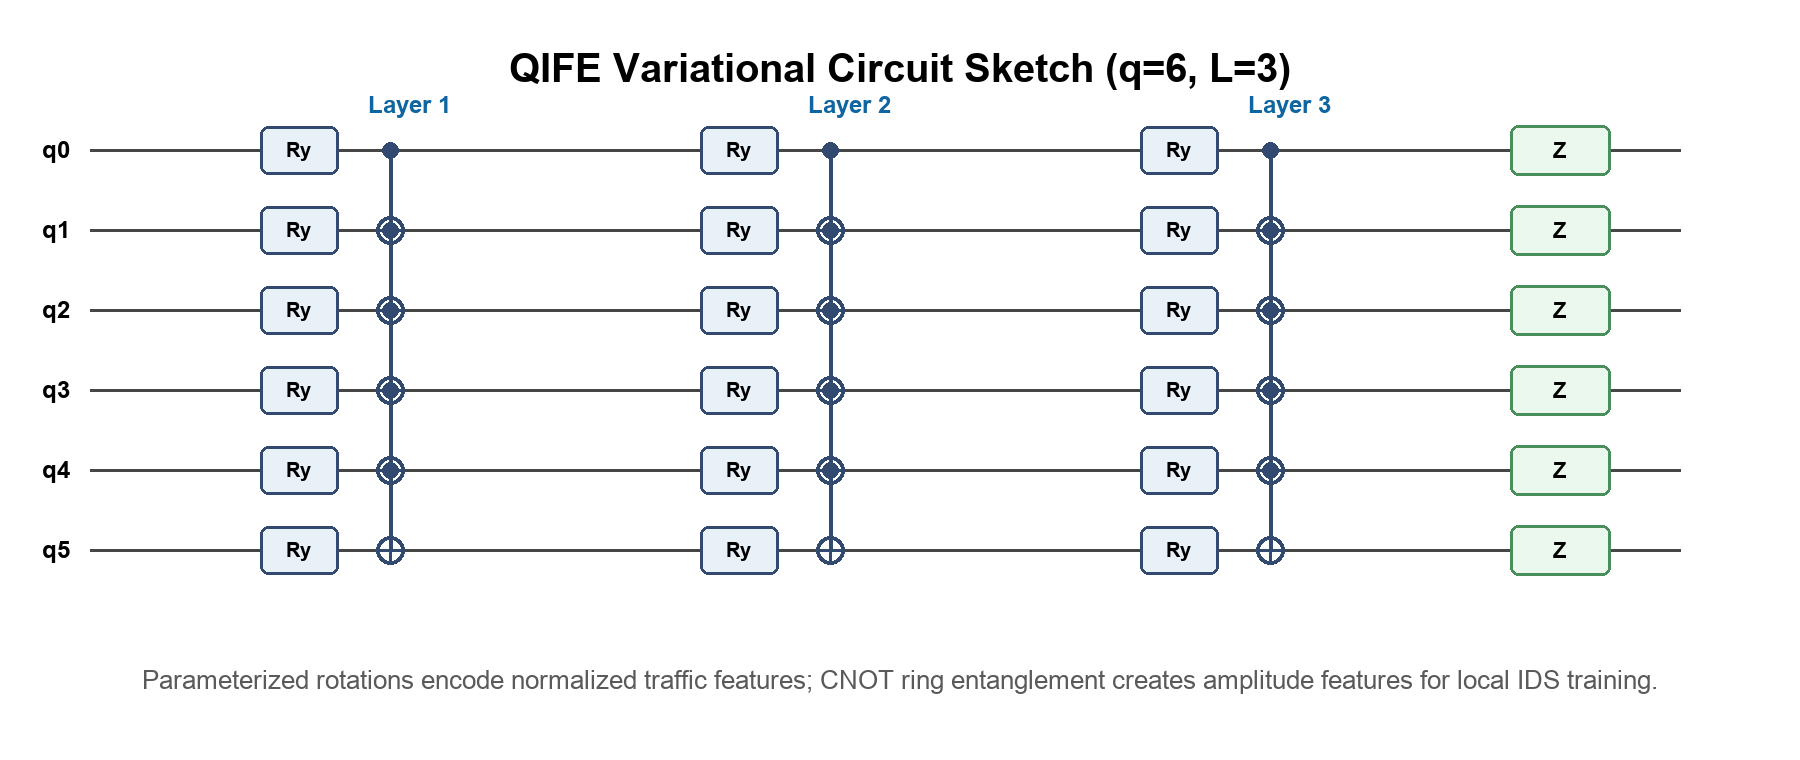 QIFE Variational Circuit Sketch (q=6, L=3)
Layer 1 Layer 2 Layer 3
q0 Ry Ry Ry Z
q1 Ry Ry Ry Z
q2 Ry Ry Ry Z
q3 Ry Ry Ry Z
q4 Ry Ry Ry Z
q5 Ry Ry Ry Z
Parameterized rotations encode normalized traffic features; CNOT ring entanglement creates amplitude features for local IDS training.